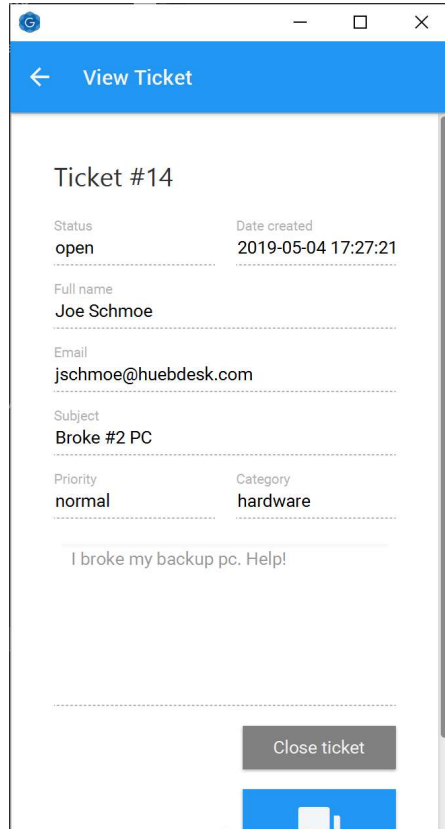 G
View Ticket
Ticket #14
Status Date created
open 2019-05-04 17:27:21
Full name
Joe Schmoe
Email
jschmoe@huebdesk.com
Subject
Broke #2 PC
Priority Category
normal hardware
I broke my backup pc. Help!
Close ticket